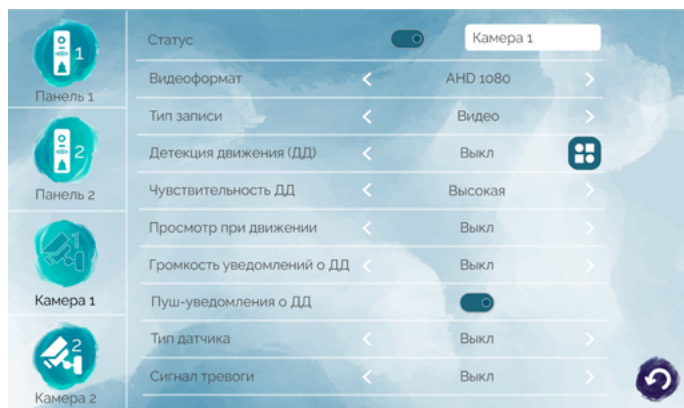 1
Панель 1
2
Панель 2
1
Камера 1
2
Камера 2
Статус Камера 1
Видеоформат < AHD 1080 >
Тип записи < Видео >
Детекция движения (ДД) < Выкл
Чувствительность ДД < Высокая >
Просмотр при движении < Выкл >
Громкость уведомлений о ДД < Выкл >
Пуш-уведомления о ДД
Тип датчика < Выкл >
Сигнал тревоги < Выкл >